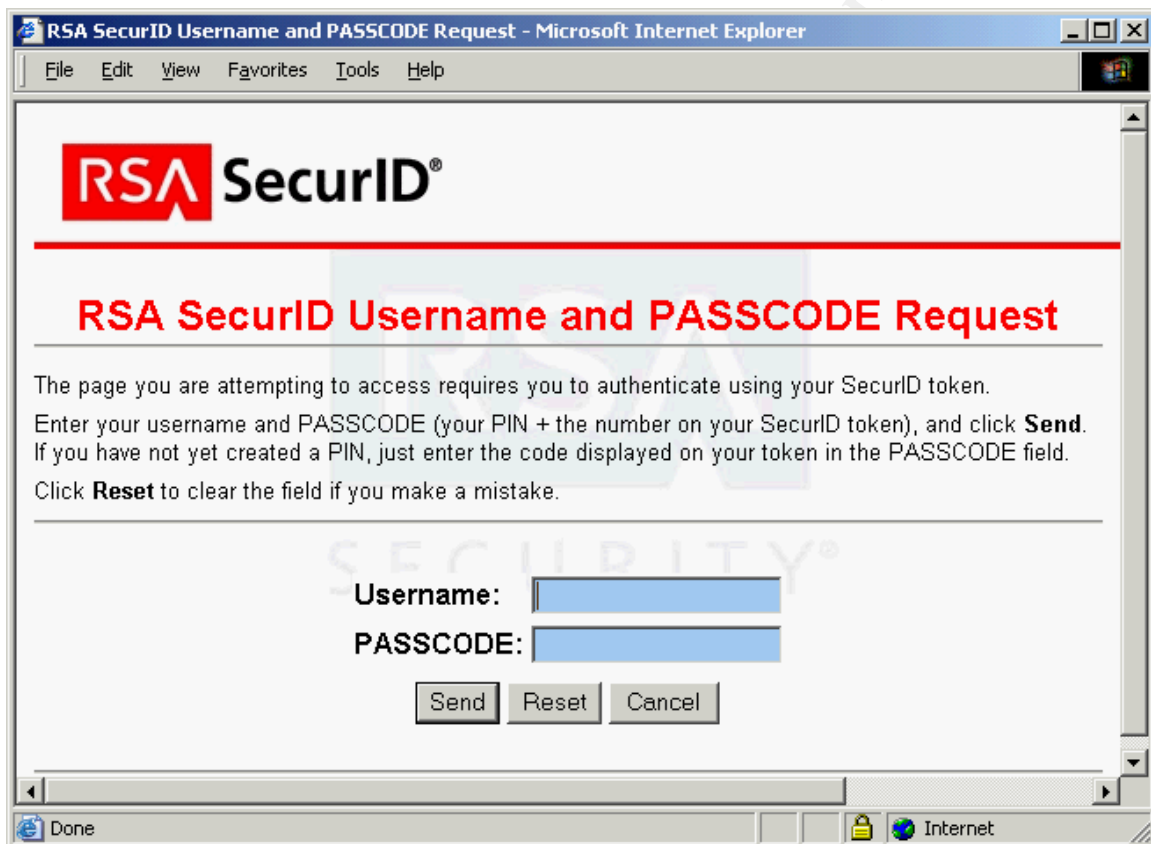 RSA SecurID Username and PASSCODE Request - Microsoft Internet Explorer
File Edit View Favorites Tools Help
RSA SecurID®
RSA SecurID Username and PASSCODE Request
The page you are attempting to access requires you to authenticate using your SecurID token.
Enter your username and PASSCODE (your PIN + the number on your SecurID token), and click Send.
If you have not yet created a PIN, just enter the code displayed on your token in the PASSCODE field.
Click Reset to clear the field if you make a mistake.
RSA
SECURITY®
Username:
PASSCODE:
Send Reset Cancel
Done Internet